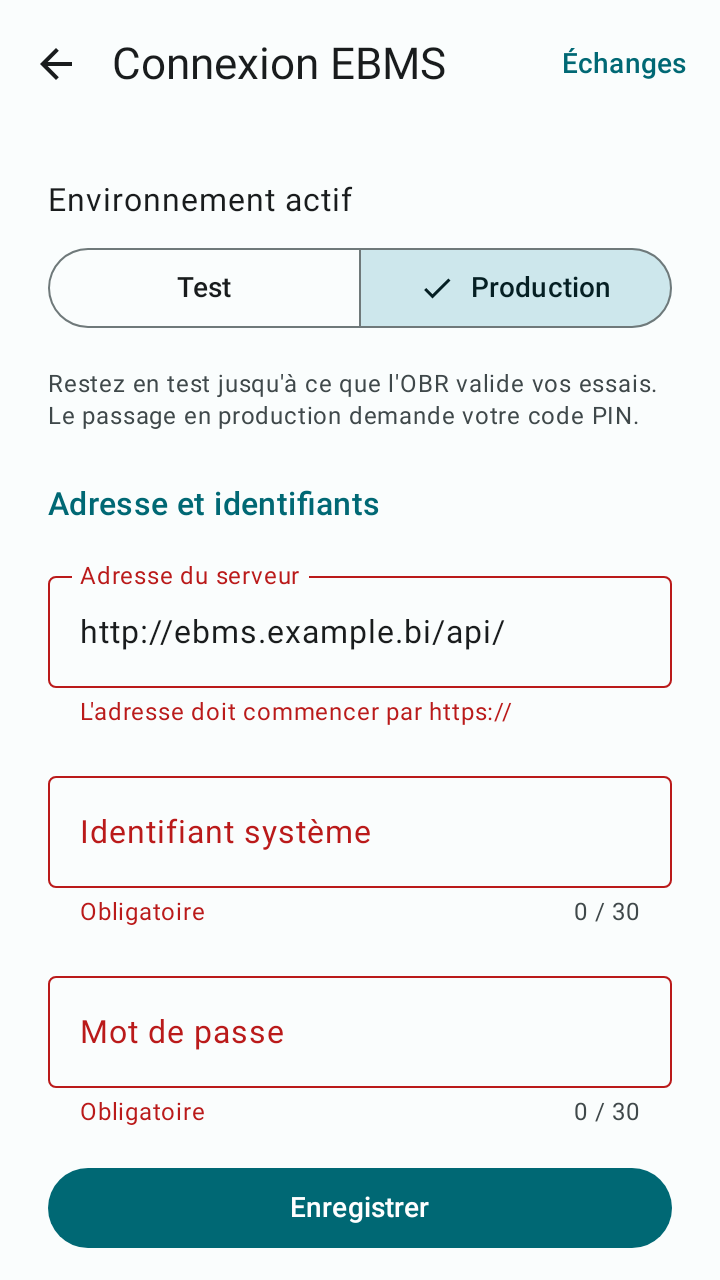 Connexion EBMS
Échanges
Environnement actif
Test
Production
Restez en test jusqu'à ce que l'OBR valide vos essais.
Le passage en production demande votre code PIN.
Adresse et identifiants
Adresse du serveur
http://ebms.example.bi/api/
L'adresse doit commencer par https://
Identifiant système
Obligatoire
0 / 30
Mot de passe
Obligatoire
0 / 30
Enregistrer